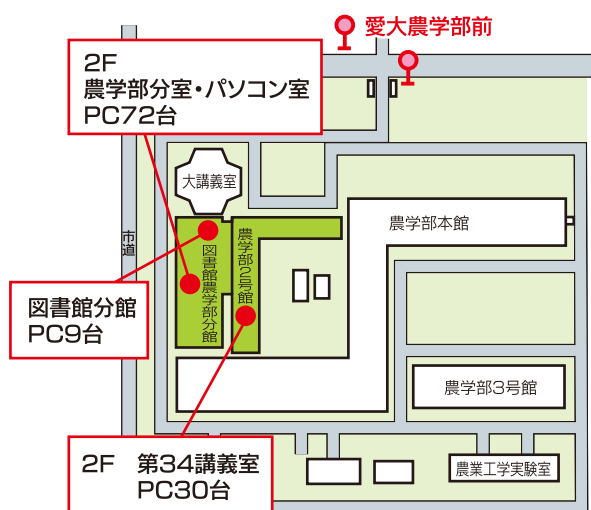 愛大農学部前
2F
農学部分室・パソコン室
PC72台
大講義室
農学部本館
市道
農学部2号館
図書館農学部分館
図書館分館
PC9台
農学部3号館
2F 第34講義室
PC30台
農業工学実験室